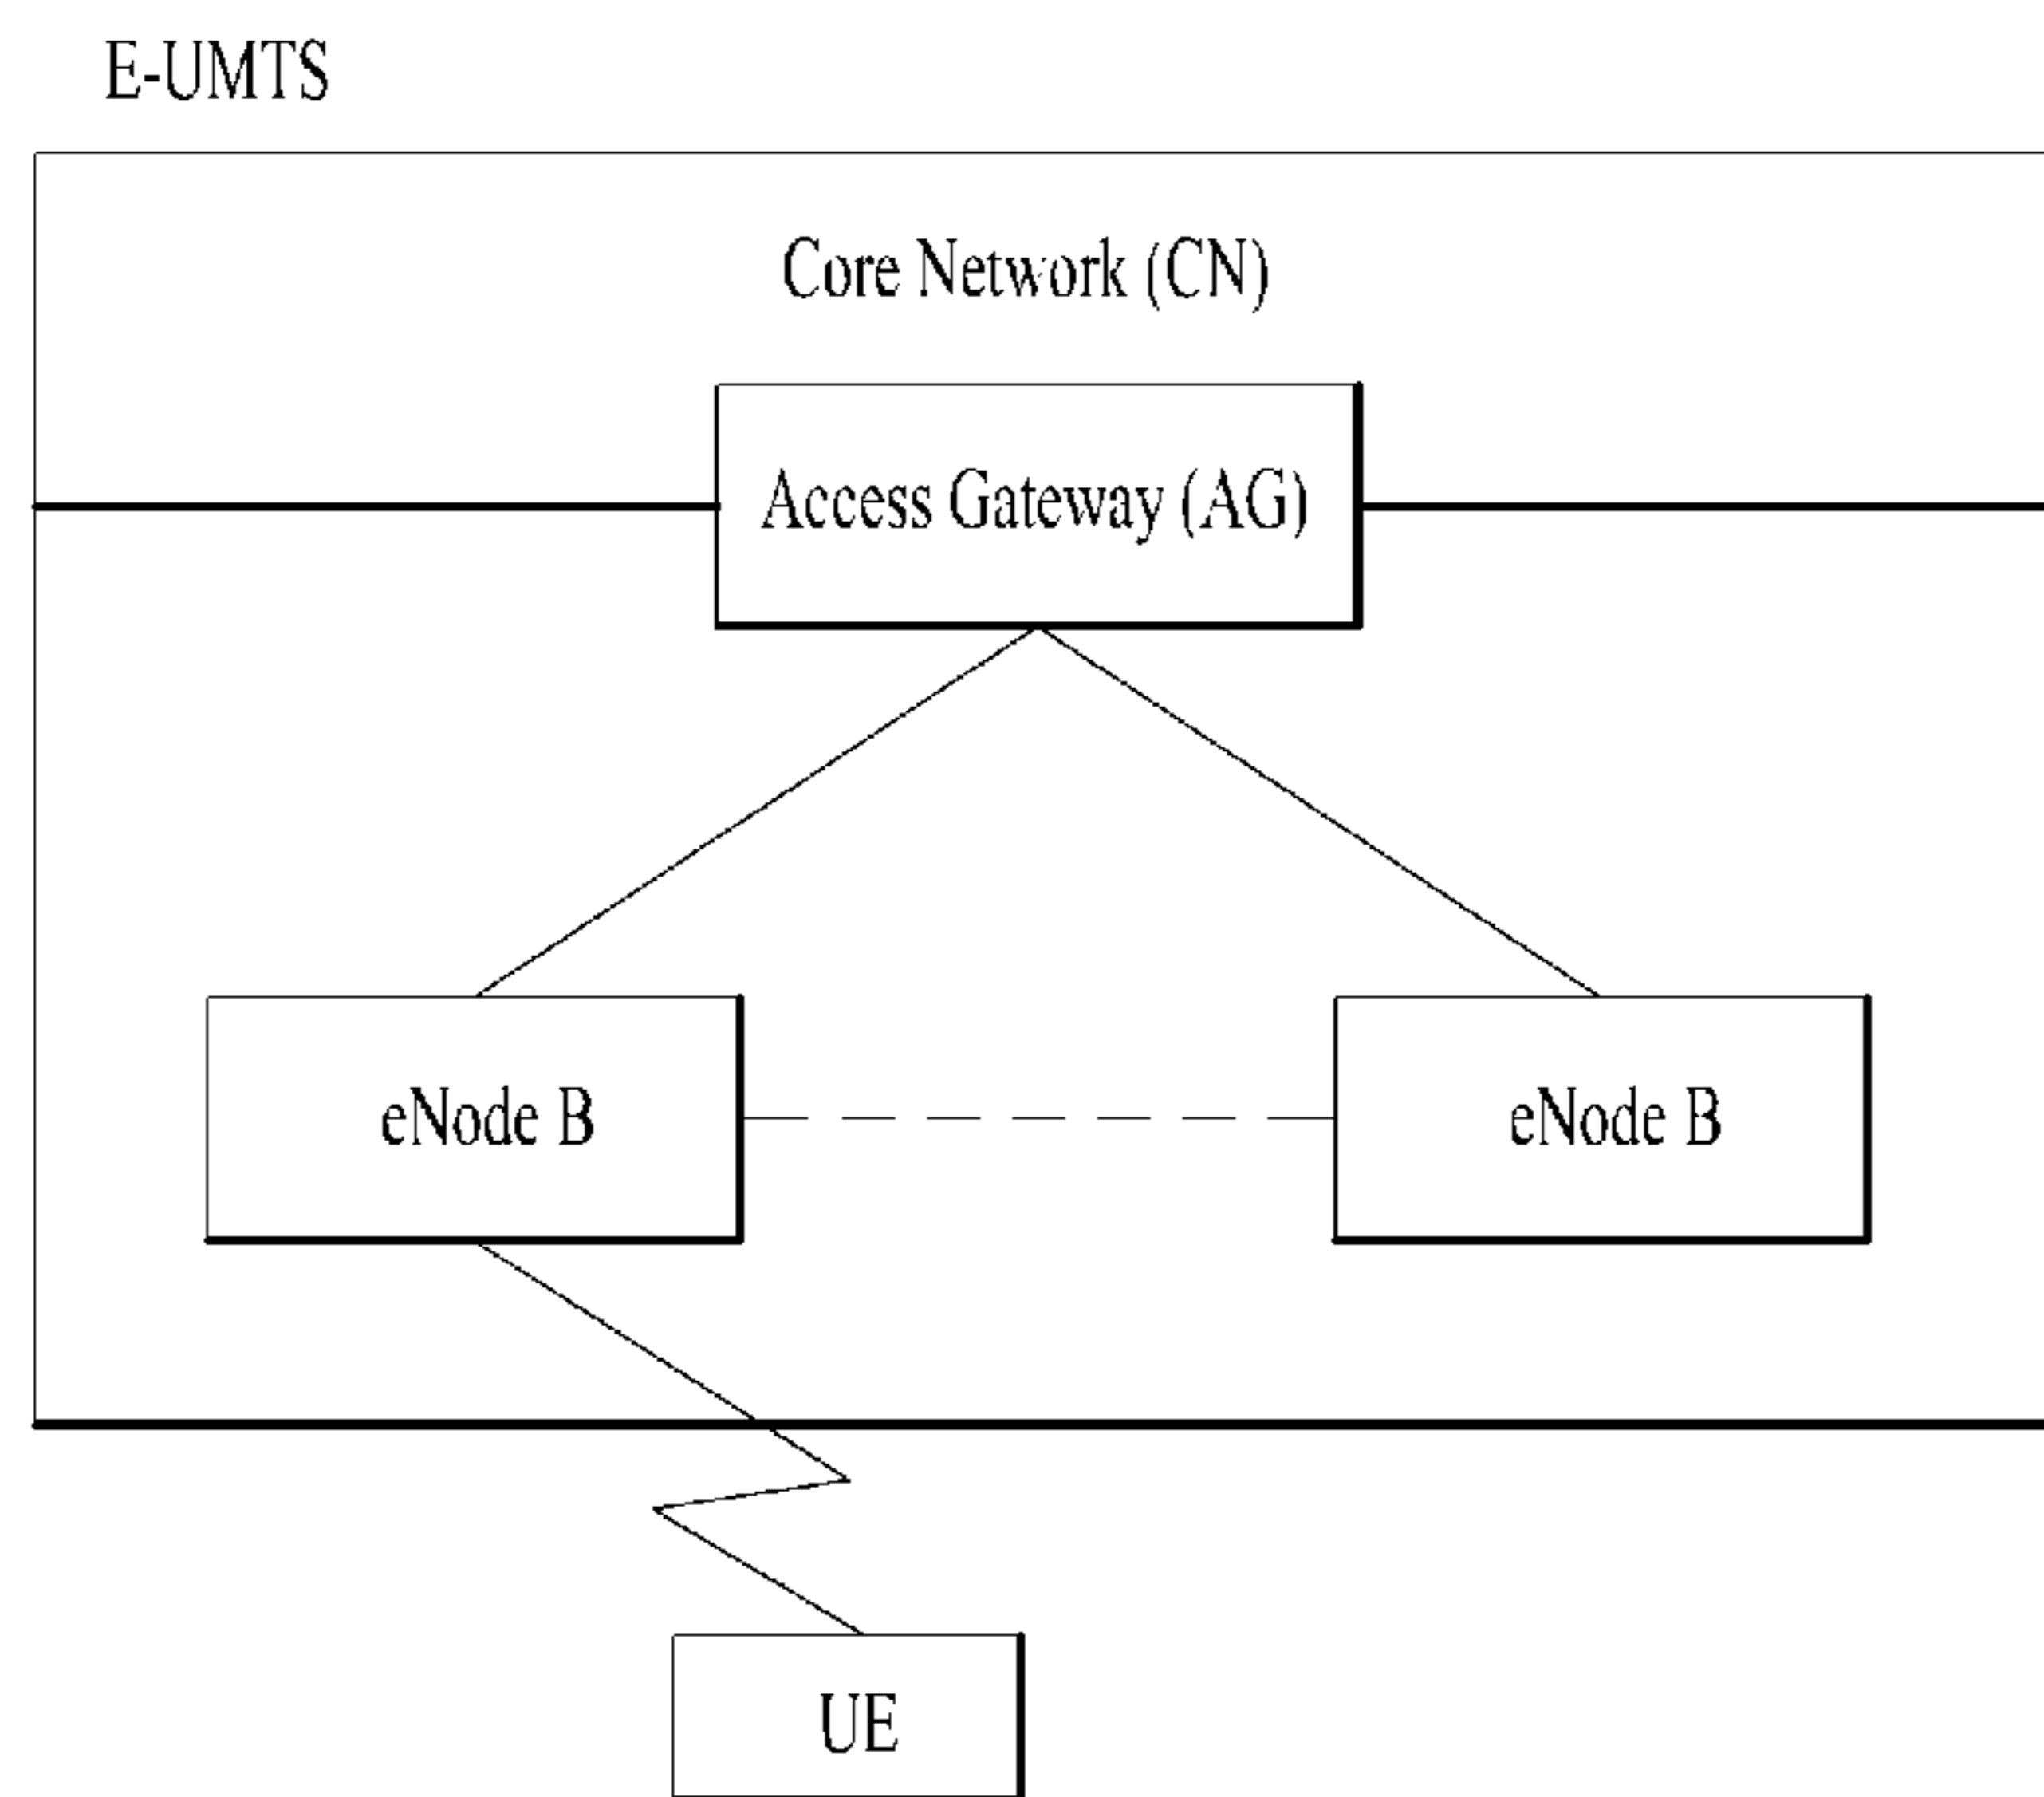 E-UMTS
Core Network (CN)
Access Gateway (AG)
eNode B
eNode B
UE